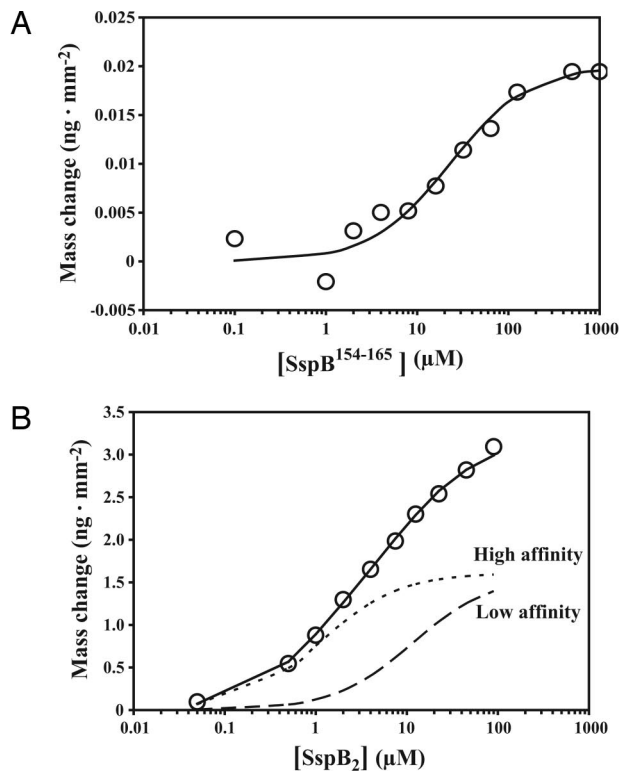 A
Mass change (ng · mm⁻²)
0.025
0.02
0.015
0.01
0.005
0
-0.005
0.01 0.1 1 10 100 1000
[SspB¹⁵⁴⁻¹⁶⁵] (µM)
B
Mass change (ng · mm⁻²)
3.5
3.0
2.5
2.0
1.5
1.0
0.5
0
High affinity
Low affinity
0.01 0.1 1 10 100 1000
[SspB₂] (µM)